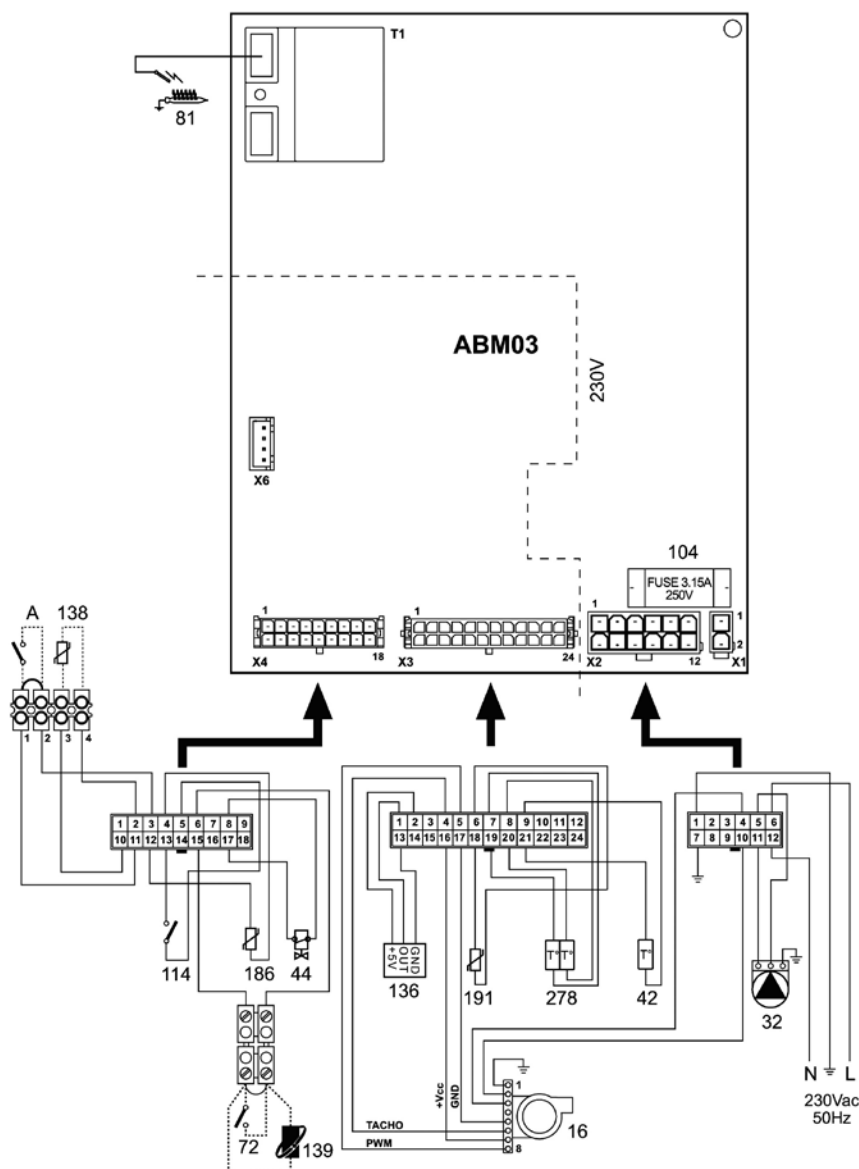 T1
81
ABM03
230V
X6
104
FUSE 3.15A
250V
1
18
X4
1
24
X3
1
12
X2
1
2
X1
A 138
1 2 3 4
1 2 3 4 5 6 7 8 9
10 11 12 13 14 15 16 17 18
114 186 44
72 139
1 2 3 4 5 6 7 8 9 10 11 12
13 14 15 16 17 18 19 20 21 22 23 24
+5V
OUT
GND
136
191
T° T°
278
T°
42
+Vcc
GND
TACHO
PWM
1
8
16
1 2 3 4 5 6
7 8 9 10 11 12
32
N L
230Vac
50Hz